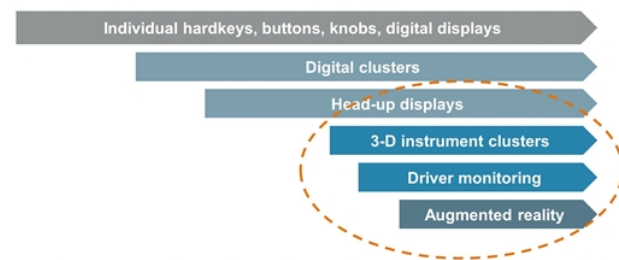 Individual hardkeys, buttons, knobs, digital displays
Digital clusters
Head-up displays
3-D instrument clusters
Driver monitoring
Augmented reality